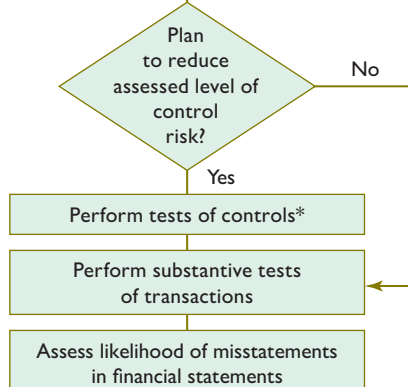 Plan
to reduce
assessed level of
control
risk?
No
Yes
Perform tests of controls*
Perform substantive tests
of transactions
Assess likelihood of misstatements
in financial statements